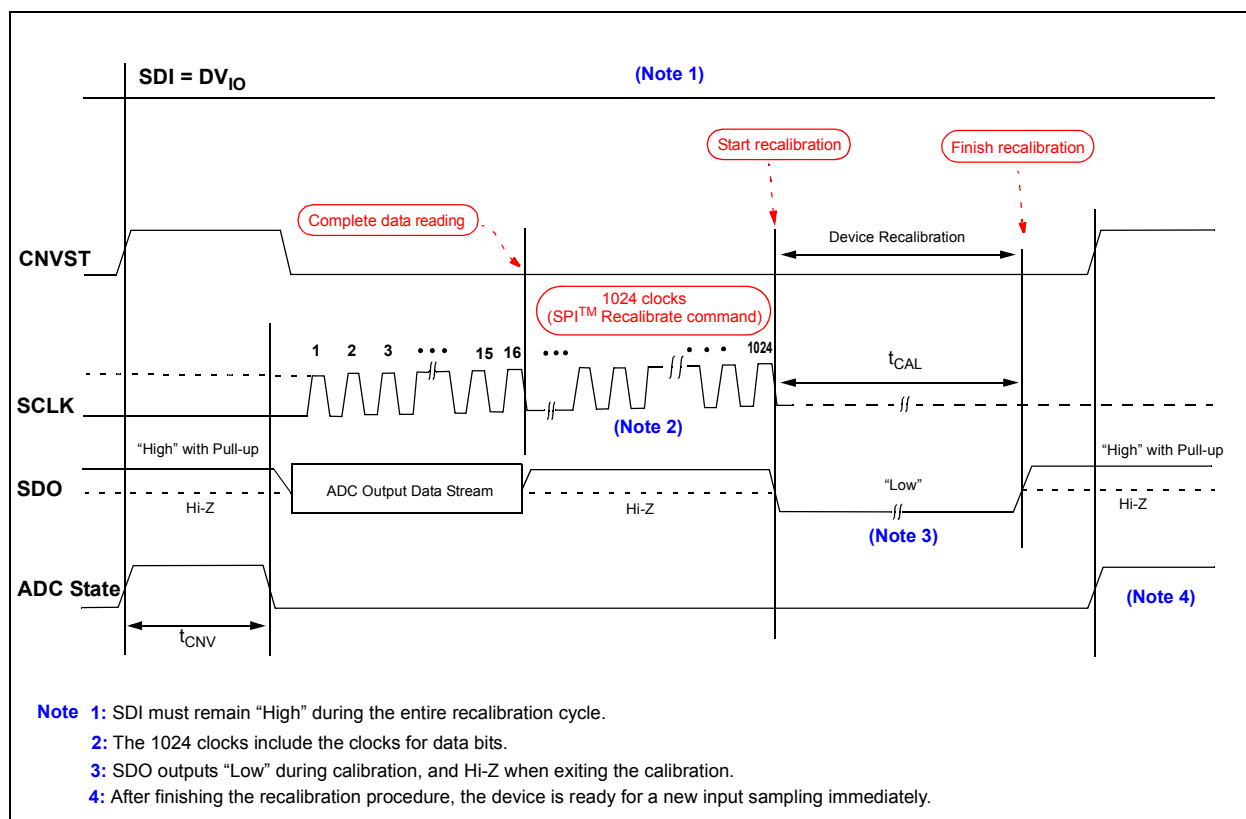 SDI = DV_IO
(Note 1)
Start recalibration
Finish recalibration
Complete data reading
Device Recalibration
CNVST
1024 clocks
(SPI™ Recalibrate command)
1 2 3 • • • 15 16 • • • • • • 1024
t_CAL
SCLK
(Note 2)
“High” with Pull-up
“High” with Pull-up
SDO
ADC Output Data Stream
“Low”
Hi-Z
Hi-Z
Hi-Z
(Note 3)
ADC State
(Note 4)
t_CNV
Note 1: SDI must remain “High” during the entire recalibration cycle.
2: The 1024 clocks include the clocks for data bits.
3: SDO outputs “Low” during calibration, and Hi-Z when exiting the calibration.
4: After finishing the recalibration procedure, the device is ready for a new input sampling immediately.